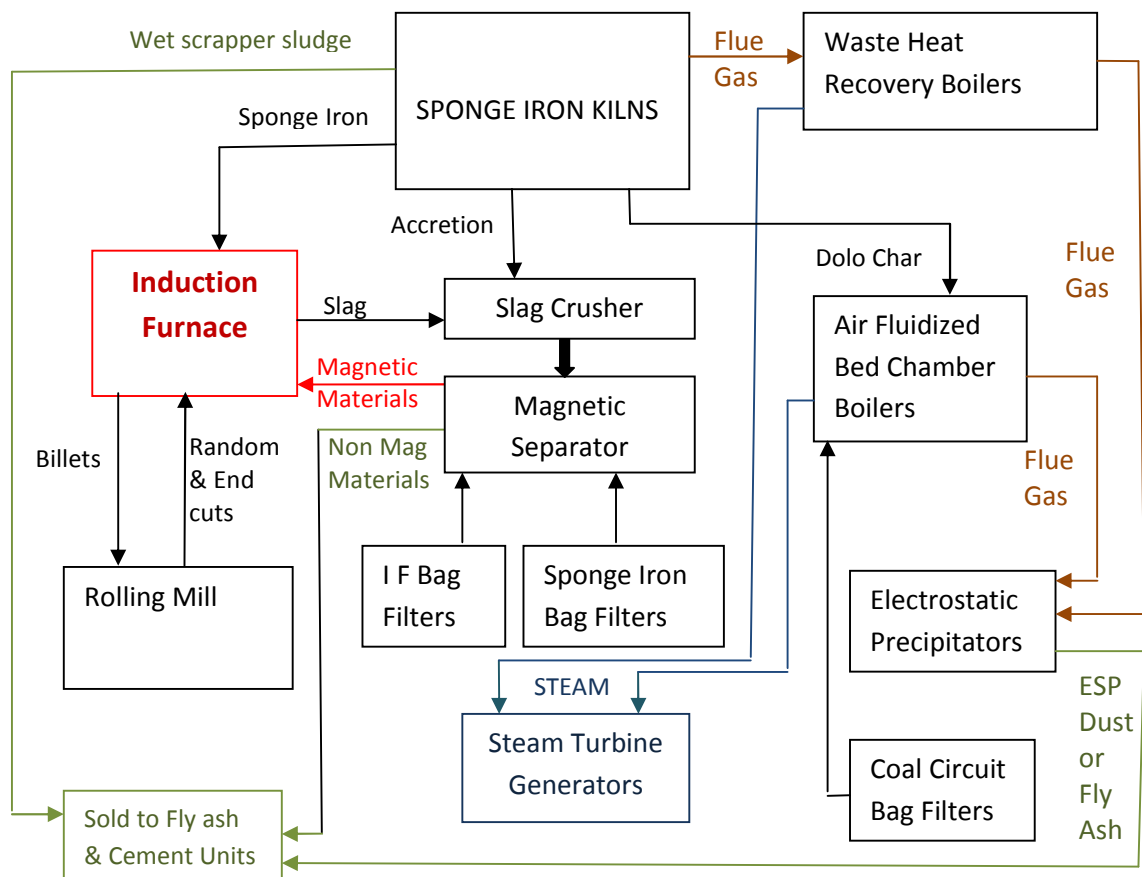 Wet scrapper sludge
Flue
Gas
Waste Heat
Recovery Boilers
SPONGE IRON KILNS
Sponge Iron
Accretion
Dolo Char
Flue
Gas
Induction
Furnace
Slag
Slag Crusher
Air Fluidized
Bed Chamber
Boilers
Magnetic
Materials
Magnetic
Separator
Non Mag
Materials
Billets
Random
& End
cuts
Flue
Gas
Rolling Mill
I F Bag
Filters
Sponge Iron
Bag Filters
Electrostatic
Precipitators
STEAM
ESP
Dust
or
Fly
Ash
Steam Turbine
Generators
Coal Circuit
Bag Filters
Sold to Fly ash
& Cement Units